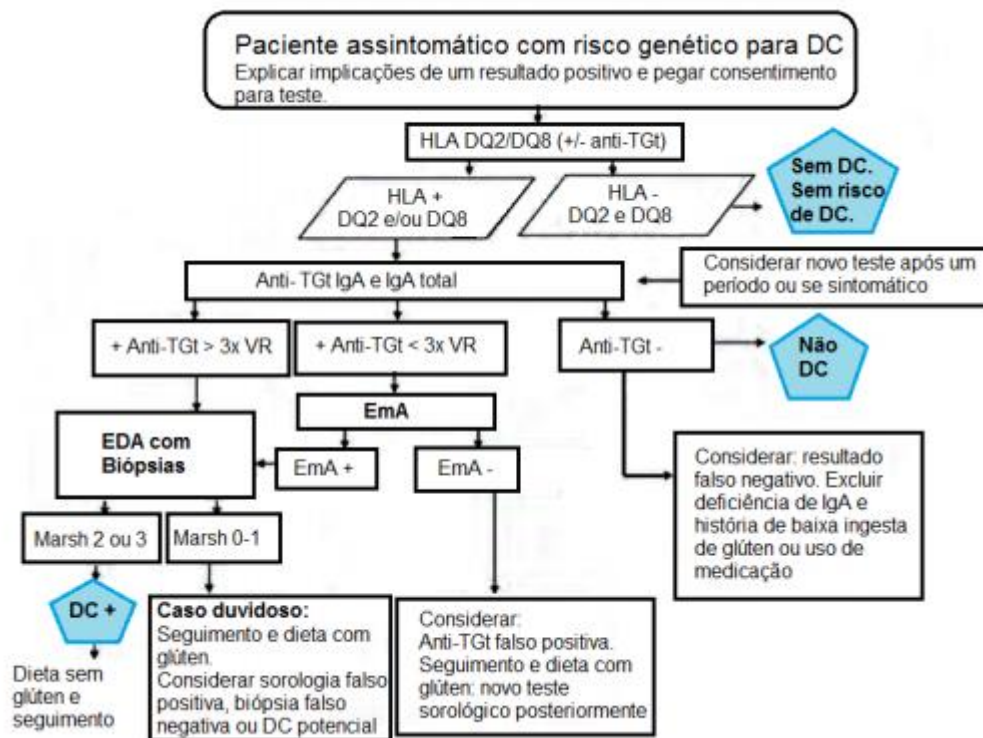 Paciente assintomático com risco genético para DC
Explicar implicações de um resultado positivo e pegar consentimento
para teste.
HLA DQ2/DQ8 (+/- anti-TGt)
HLA +
DQ2 e/ou DQ8
HLA -
DQ2 e DQ8
Sem DC.
Sem risco
de DC.
Anti- TGt IgA e IgA total
Considerar novo teste após um
período ou se sintomático
+ Anti-TGt > 3x VR
+ Anti-TGt < 3x VR
Anti-TGt -
Não
DC
EmA
EDA com
Biópsias
EmA +
EmA -
Considerar: resultado
falso negativo. Excluir
deficiência de IgA e
história de baixa ingesta
de glúten ou uso de
medicação
Marsh 2 ou 3
Marsh 0-1
DC +
Dieta sem
glúten e
seguimento
Caso duvidoso:
Seguimento e dieta com
glúten.
Considerar sorologia falso
positiva, biópsia falso
negativa ou DC potencial
Considerar:
Anti-TGt falso positiva.
Seguimento e dieta com
glúten: novo teste
sorológico posteriormente